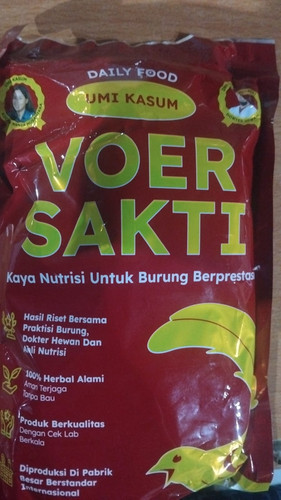 DAILY FOOD
UMI KASUM
VOER
SAKTI
Kaya Nutrisi Untuk Burung Berprestasi
Hasil Riset Bersama
Praktisi Burung,
Dokter Hewan Dan
Ahli Nutrisi
100% Herbal Alami
Aman Terjaga
Tanpa Bau
Produk Berkualitas
Dengan Cek Lab
Berkala
Diproduksi Di Pabrik
Besar Berstandar
Internasional